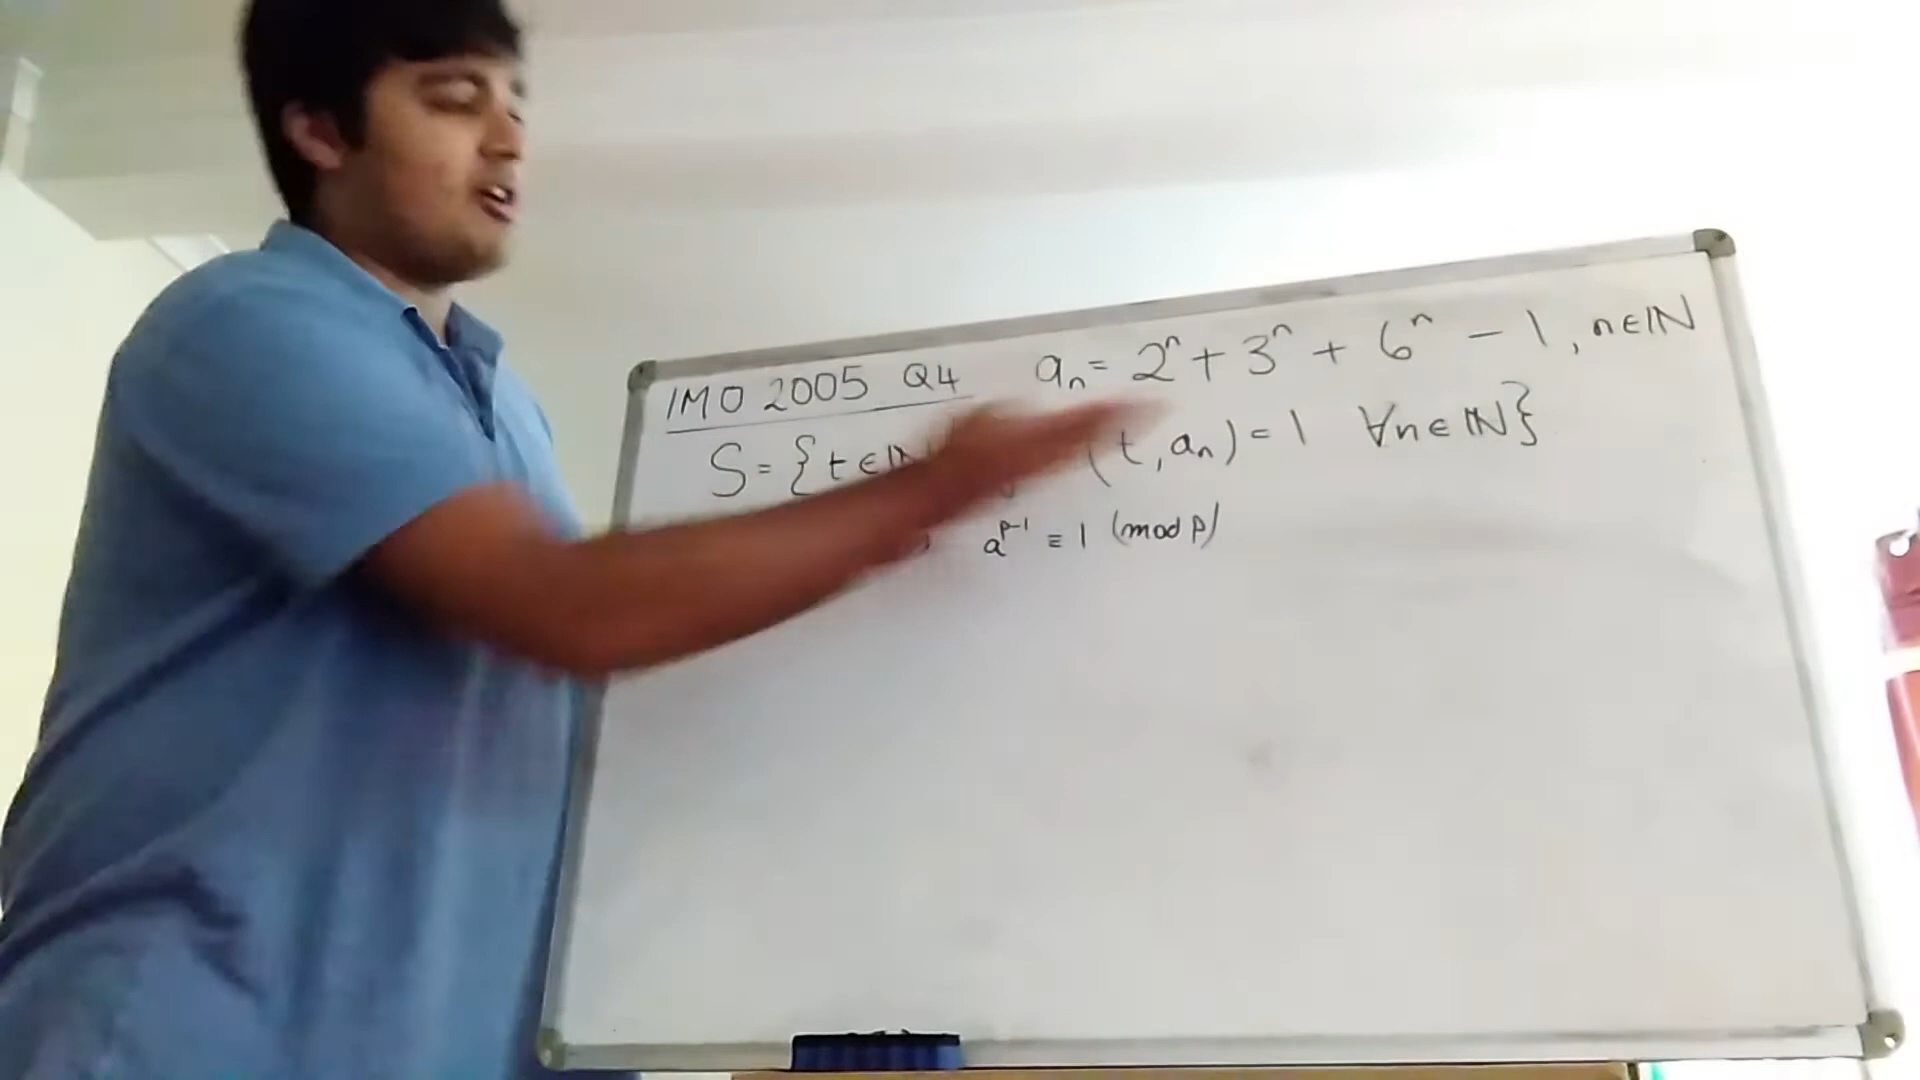 IMO 2005 Q4 aₙ = 2ⁿ + 3ⁿ + 6ⁿ - 1, n∈ℕ
S = {t∈ℕ (t, aₙ) = 1 ∀n∈ℕ}
aᵖ⁻¹ ≡ 1 (mod p)